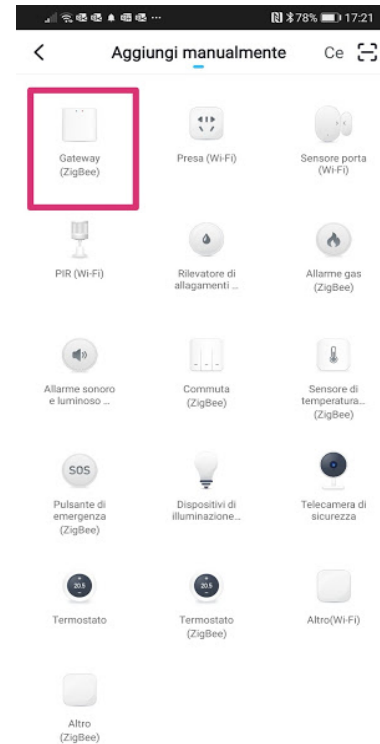 78% 17:21
Aggiungi manualmente Ce
Gateway
(ZigBee)
Presa (Wi-Fi)
Sensore porta
(Wi-Fi)
PIR (Wi-Fi)
Rilevatore di
allagamenti ...
Allarme gas
(ZigBee)
Allarme sonoro
e luminoso ...
Commuta
(ZigBee)
Sensore di
temperatura...
(ZigBee)
SOS
Pulsante di
emergenza
(ZigBee)
Dispositivi di
illuminazione...
Telecamera di
sicurezza
20.5
Termostato
20.5
Termostato
(ZigBee)
Altro(Wi-Fi)
Altro
(ZigBee)